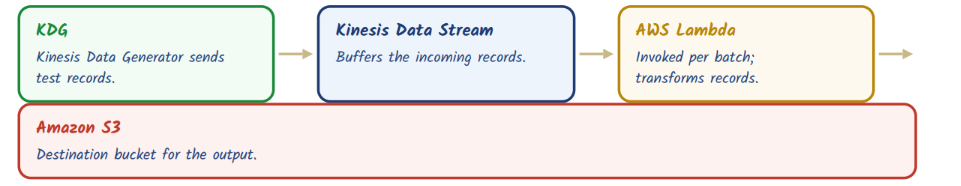 KDG
Kinesis Data Generator sends
test records.
Kinesis Data Stream
Buffers the incoming records.
AWS Lambda
Invoked per batch;
transforms records.
Amazon S3
Destination bucket for the output.